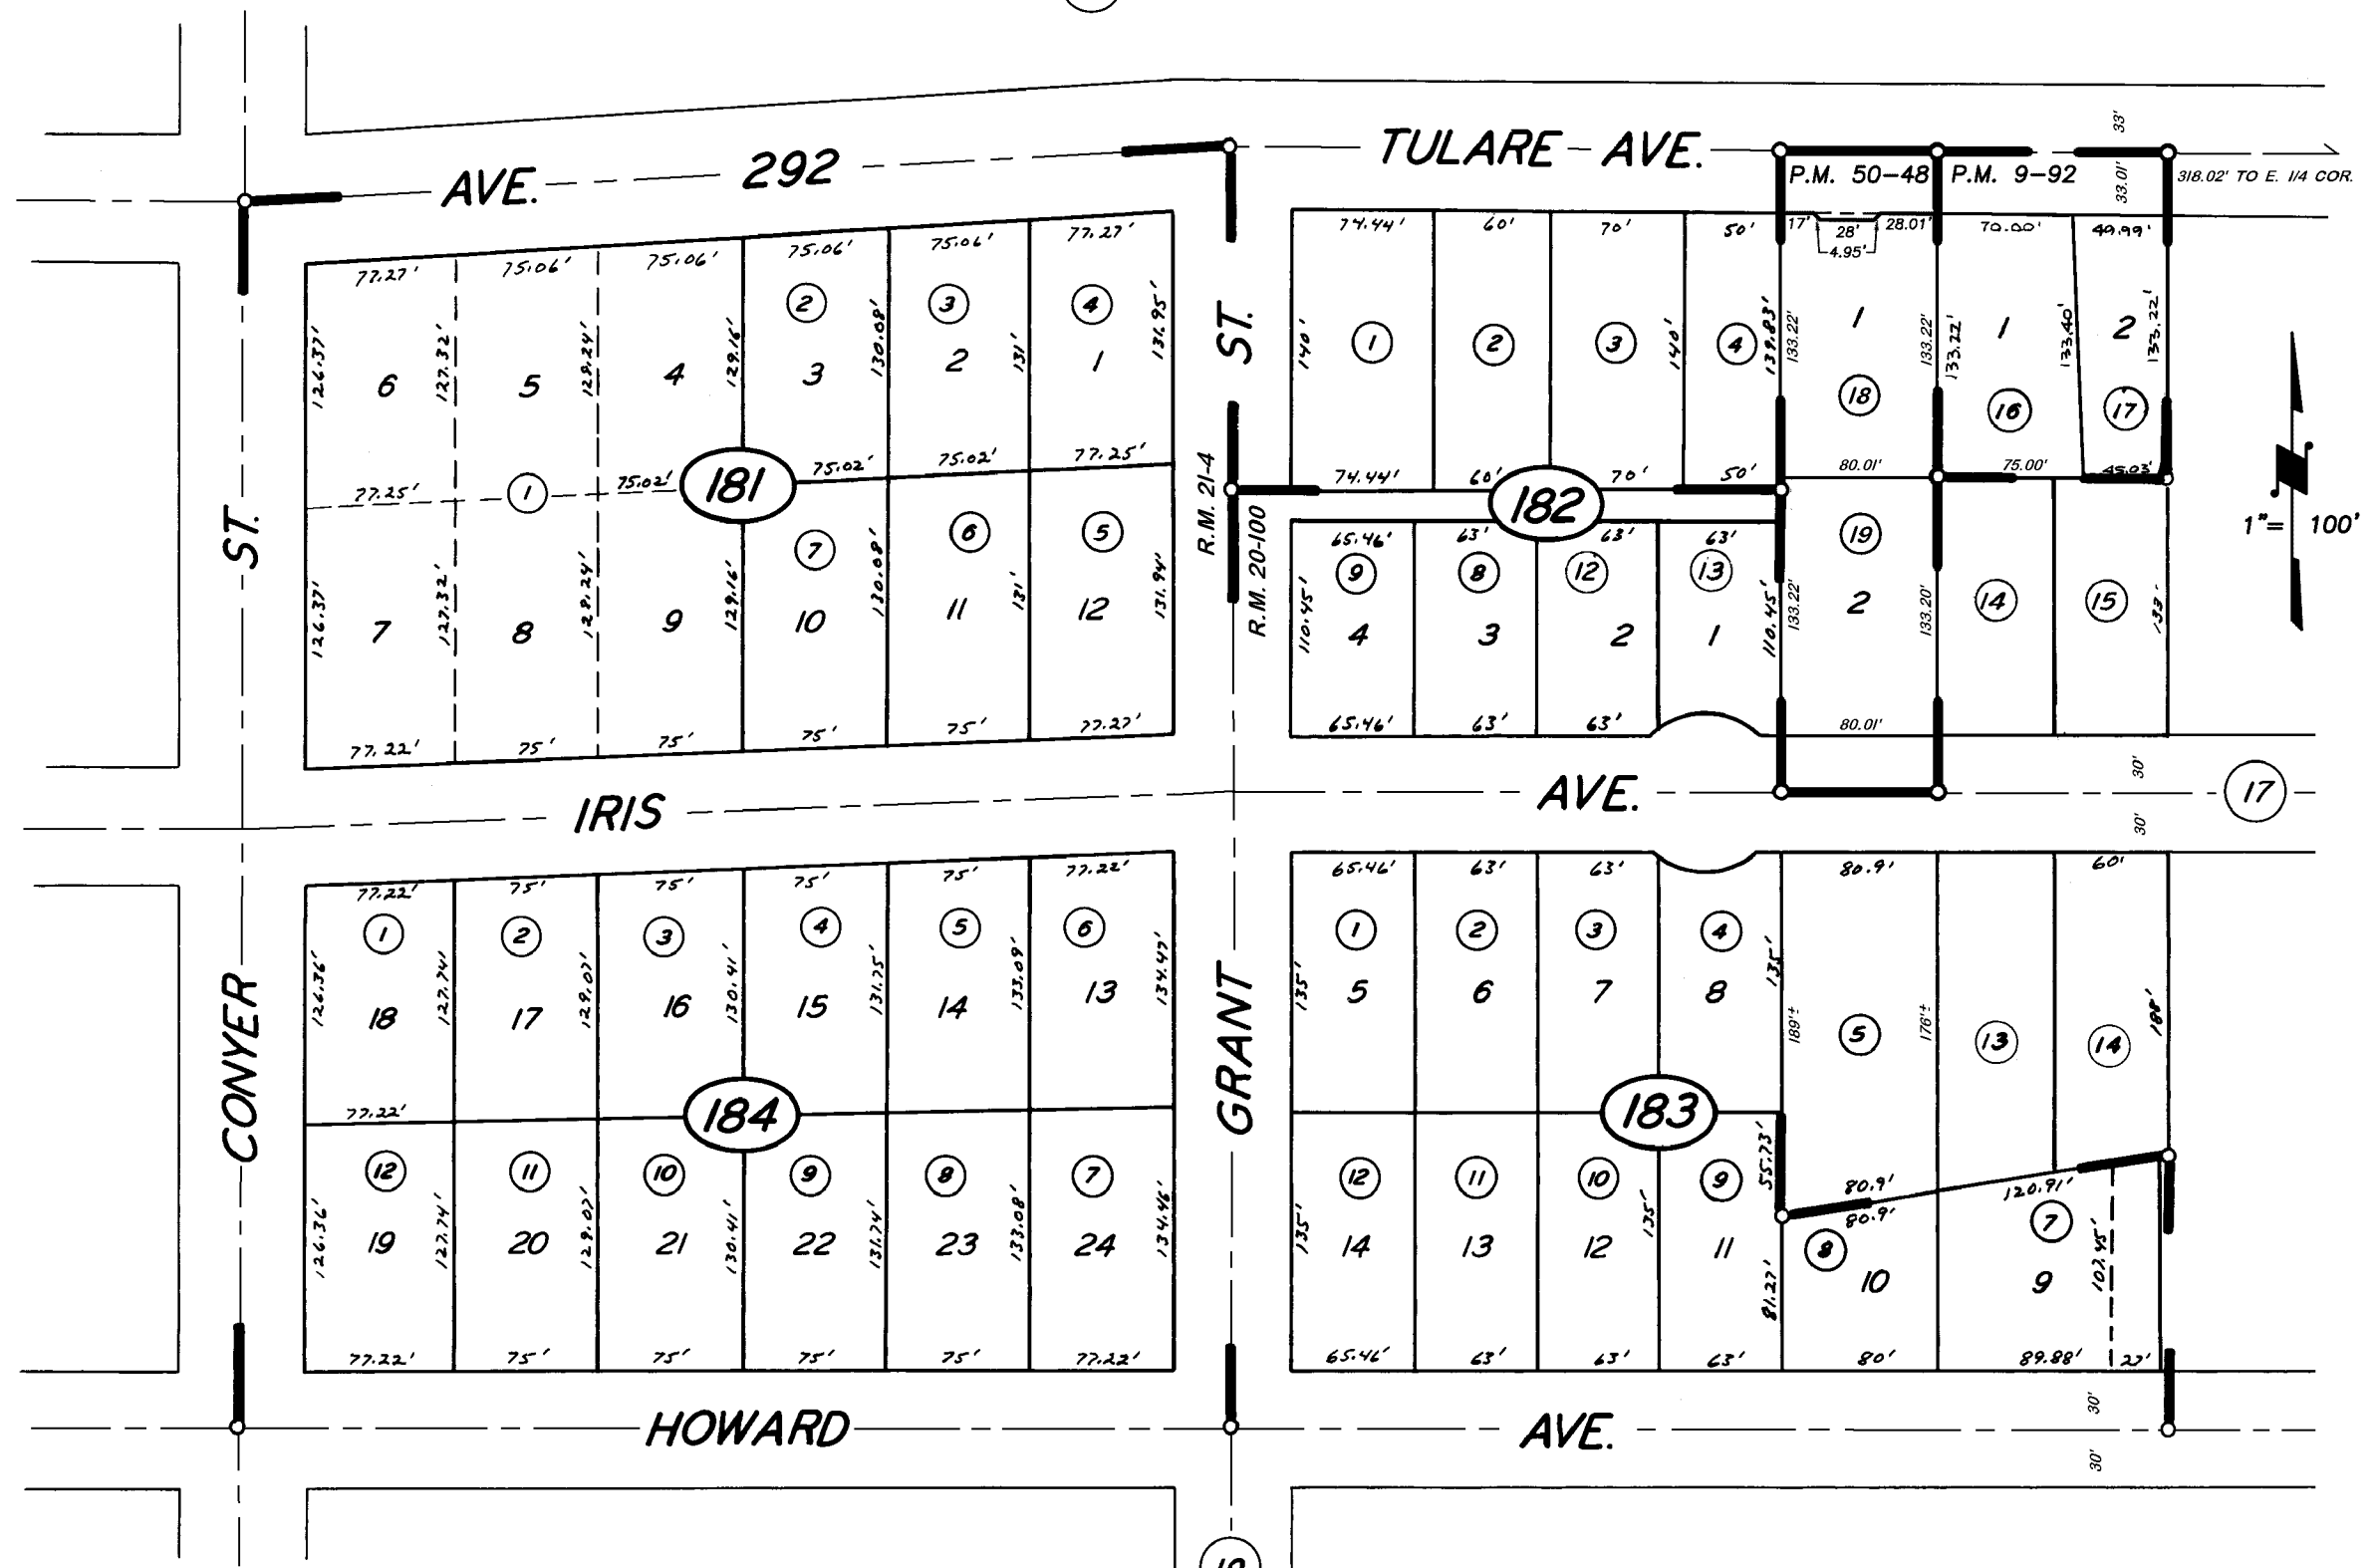 TULARE AVE.
AVE. 292
33'
33.01'
P.M. 50-48
P.M. 9-92
318.02' TO E. 1/4 COR.
77.27' 75.06' 75.06' 75.06' 75.06' 77.27'
74.44' 60' 70' 50' 17' 28' 28.01' 70.00' 49.99'
4.95'
2 3 4
126.37' 127.32' 129.24' 129.16' 130.08' 131' 131.95'
6 5 4 3 2 1
140' 1 2 3 140' 4 139.83' 133.22' 1 133.22' 133.22' 1 133.40' 2 133.22'
18 16 17
ST.
77.25' 1 75.02' 181 75.02' 75.02' 77.25'
74.44' 60' 70' 50' 80.01' 75.00' 45.03'
182
R.M. 21-4
R.M. 20-100
1"= 100'
ST.
7 6 5
126.37' 127.32' 128.24' 129.16' 130.08' 131' 131.94'
7 8 9 10 11 12
65.46' 63' 63' 63'
9 8 12 13 19
110.45' 4 3 2 1 110.45' 133.22' 2 133.20' 14 15 133'
77.22' 75' 75' 75' 75' 77.27'
65.46' 63' 63' 80.01'
30'
IRIS AVE. 17
30'
77.22' 75' 75' 75' 75' 77.22'
65.46' 63' 63' 80.9' 60'
1 2 3 4 5 6
1 2 3 4
126.36' 127.74' 129.07' 130.41' 131.75' 133.09' 134.47'
18 17 16 15 14 13
135' 5 6 7 8 135' 189'± 5 176'± 13 14 188'
CONYER
GRANT
77.22' 184
183
55.73'
12 11 10 9 8 7
12 11 10 9
126.36' 127.74' 129.07' 130.41' 131.74' 133.08' 134.46'
19 20 21 22 23 24
80.9' 120.91'
80.9' 7
135' 14 13 12 135' 11 81.27' 8 10 9 107.45'
77.22' 75' 75' 75' 75' 77.22'
65.46' 63' 63' 63' 80' 89.88' 27'
30'
HOWARD AVE.
30'